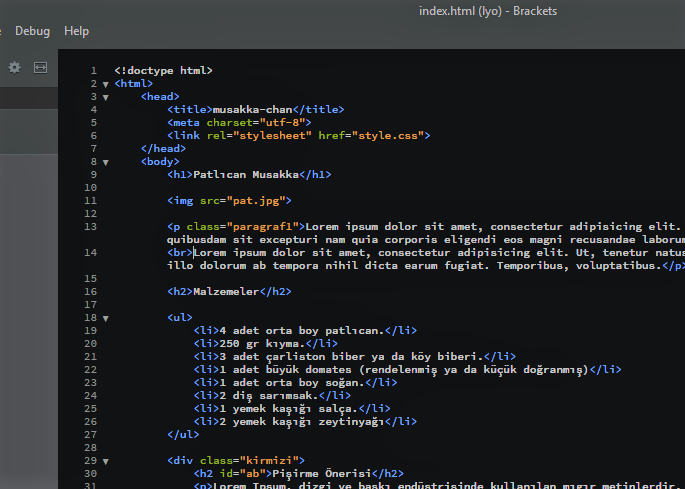 index.html (lyo) - Brackets
Debug Help
1 <!doctype html>
2 <html>
3 <head>
4 <title>musakka-chan</title>
5 <meta charset="utf-8">
6 <link rel="stylesheet" href="style.css">
7 </head>
8 <body>
9 <h1>Patlıcan Musakka</h1>
10
11 <img src="pat.jpg">
12
13 <p class="paragraf1">Lorem ipsum dolor sit amet, consectetur adipisicing elit.
quibusdam sit excepturi nam quia corporis eligendi eos magni recusandae laborum
14 <br>Lorem ipsum dolor sit amet, consectetur adipisicing elit. Ut, tenetur natus
illo dolorum ab tempora nihil dicta earum fugiat. Temporibus, voluptatibus.</p>
15
16 <h2>Malzemeler</h2>
17
18 <ul>
19 <li>4 adet orta boy patlıcan.</li>
20 <li>250 gr kıyma.</li>
21 <li>3 adet çarliston biber ya da köy biberi.</li>
22 <li>1 adet büyük domates (rendelenmiş ya da küçük doğranmış)</li>
23 <li>1 adet orta boy soğan.</li>
24 <li>2 diş sarımsak.</li>
25 <li>1 yemek kaşığı salça.</li>
26 <li>2 yemek kaşığı zeytinyağı</li>
27 </ul>
28
29 <div class="kirmizi">
30 <h2 id="ab">Pişirme Önerisi</h2>
31 <p>Lorem Ipsum, dizgi ve baskı endüstrisinde kullanılan mıgır metinlerdir.